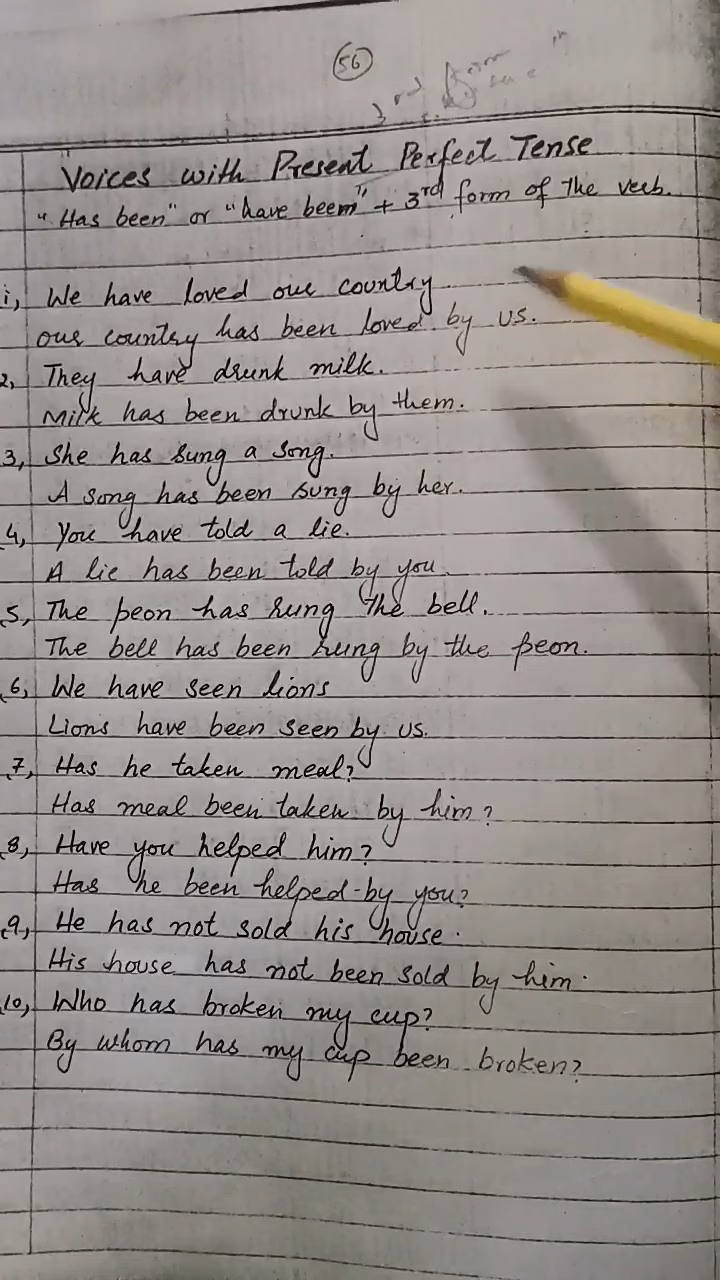 56
3rd form
Voices with Present Perfect Tense
"Has been" or "have been" + 3rd form of the verb.
1, We have loved our country
our country has been loved by us.
2, They have drunk milk.
Milk has been drunk by them.
3, She has sung a song.
A song has been sung by her.
4, You have told a lie.
A lie has been told by you.
5, The peon has rung the bell.
The bell has been rung by the peon.
6, We have seen lions
Lions have been seen by us.
7, Has he taken meal?
Has meal been taken by him?
8, Have you helped him?
Has he been helped by you?
9, He has not sold his house.
His house has not been sold by him.
10, Who has broken my cup?
By whom has my cup been broken?